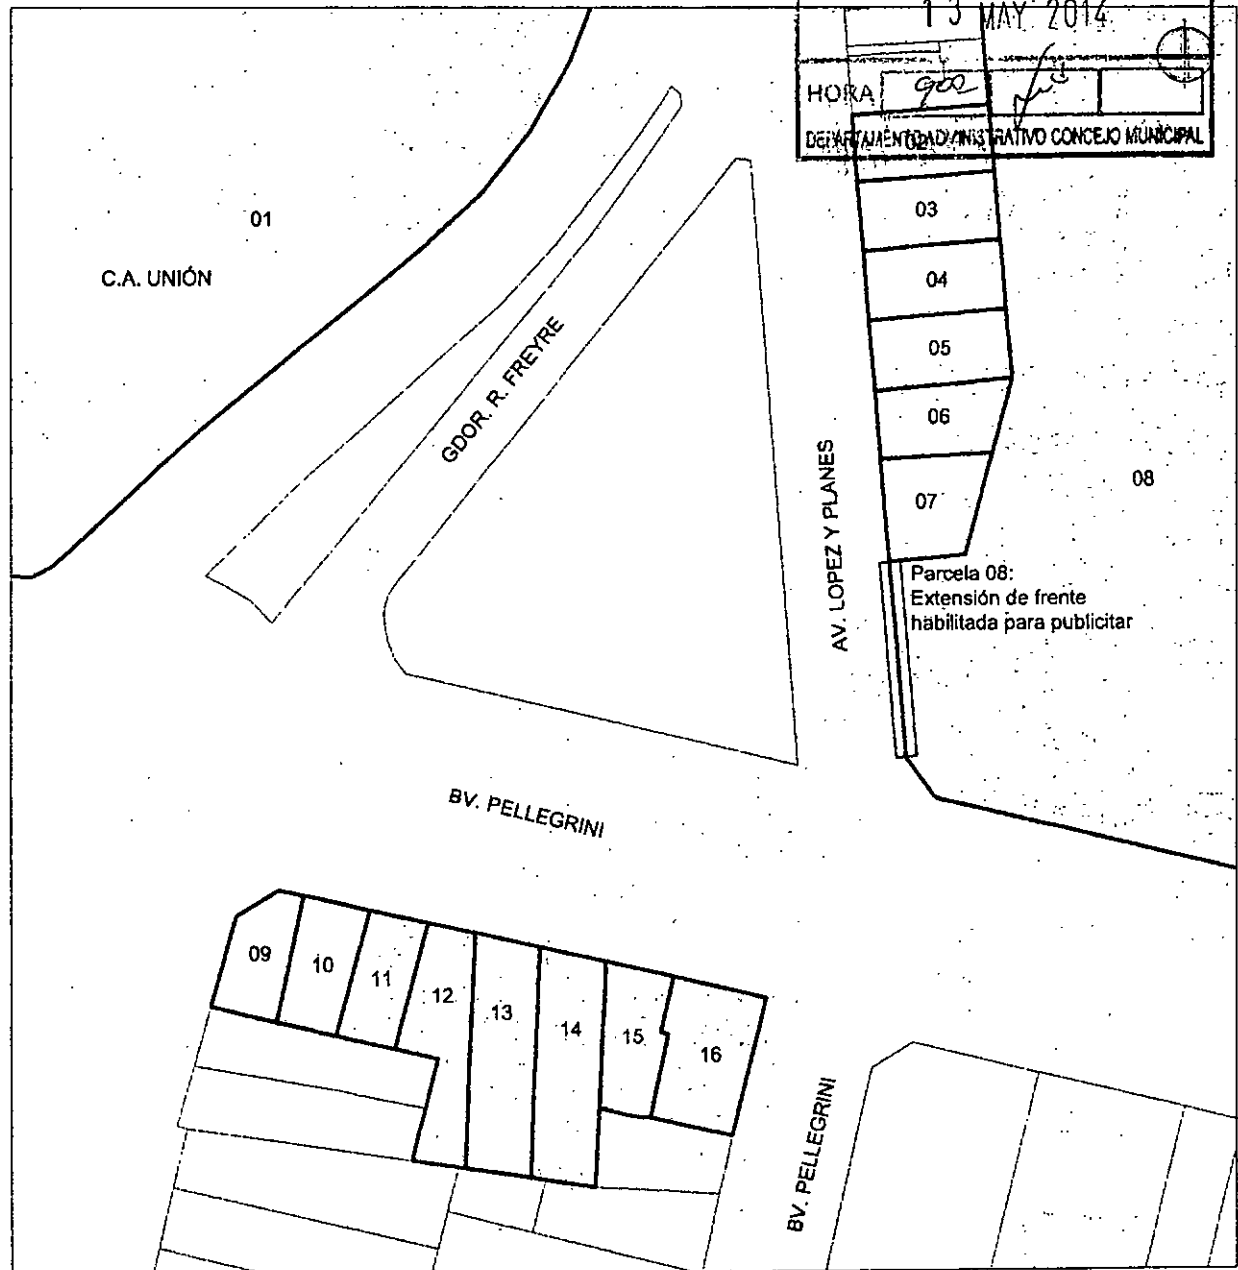 13 MAY 2014
HORA 900
DEPARTAMENTO ADMINISTRATIVO CONCEJO MUNICIPAL
02
03
04
05
06
07
08
01
C.A. UNIÓN
GDOR. R. FREYRE
AV. LOPEZ Y PLANES
Parcela 08:
Extensión de frente
habilitada para publicitar
BV. PELLEGRINI
09
10
11
12
13
14
15
16
BV. PELLEGRINI